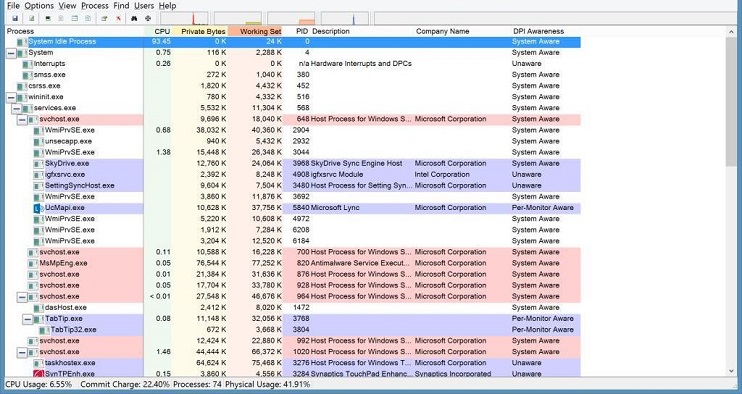 File Options View Process Find Users Help
Process CPU Private Bytes Working Set PID Description Company Name DPI Awareness
System Idle Process 93.45 0 K 24 K 0 System Aware
System 0.75 116 K 2,288 K 4 System Aware
Interrupts 0.26 0 K 0 K n/a Hardware Interrupts and DPCs Unaware
smss.exe 272 K 1,040 K 380 System Aware
csrss.exe 1,820 K 4,432 K 452 System Aware
wininit.exe 780 K 4,332 K 516 System Aware
services.exe 5,532 K 11,304 K 568 System Aware
svchost.exe 9,696 K 18,040 K 648 Host Process for Windows S... Microsoft Corporation System Aware
WmiPrvSE.exe 0.68 38,032 K 40,360 K 2904 System Aware
unsecapp.exe 940 K 5,432 K 2932 System Aware
WmiPrvSE.exe 1.38 15,448 K 26,348 K 3044 System Aware
SkyDrive.exe 12,760 K 24,064 K 3968 SkyDrive Sync Engine Host Microsoft Corporation System Aware
igfxsrvc.exe 2,392 K 8,248 K 4908 igfxsrvc Module Intel Corporation Unaware
SettingSyncHost.exe 9,604 K 7,504 K 3480 Host Process for Setting Syn... Microsoft Corporation Unaware
WmiPrvSE.exe 3,860 K 11,876 K 3692 System Aware
UcMapi.exe 10,628 K 37,756 K 5840 Microsoft Lync Microsoft Corporation Per-Monitor Aware
WmiPrvSE.exe 5,220 K 10,608 K 4972 System Aware
WmiPrvSE.exe 1,912 K 7,284 K 6208 System Aware
WmiPrvSE.exe 3,204 K 12,520 K 6184 System Aware
svchost.exe 0.11 10,588 K 16,228 K 700 Host Process for Windows S... Microsoft Corporation System Aware
MsMpEng.exe 0.05 76,544 K 77,252 K 820 Antimalware Service Execut... Microsoft Corporation System Aware
svchost.exe 0.01 21,384 K 31,636 K 876 Host Process for Windows S... Microsoft Corporation System Aware
svchost.exe 0.05 17,704 K 33,780 K 928 Host Process for Windows S... Microsoft Corporation System Aware
svchost.exe < 0.01 27,548 K 46,676 K 964 Host Process for Windows S... Microsoft Corporation System Aware
dasHost.exe 2,412 K 8,020 K 1472 System Aware
TabTip.exe 0.08 11,148 K 32,056 K 3768 Per-Monitor Aware
TabTip32.exe 672 K 3,668 K 3804 Per-Monitor Aware
svchost.exe 12,424 K 22,880 K 992 Host Process for Windows S... Microsoft Corporation System Aware
svchost.exe 1.46 44,444 K 66,372 K 1020 Host Process for Windows S... Microsoft Corporation System Aware
taskhostex.exe 64,624 K 75,468 K 3276 Host Process for Windows T... Microsoft Corporation Unaware
SynTPEnh.exe 0.15 3,860 K 4,556 K 3284 Synaptics TouchPad Enhanc... Synaptics Incorporated Unaware
CPU Usage: 6.55% Commit Charge: 22.40% Processes: 74 Physical Usage: 41.91%